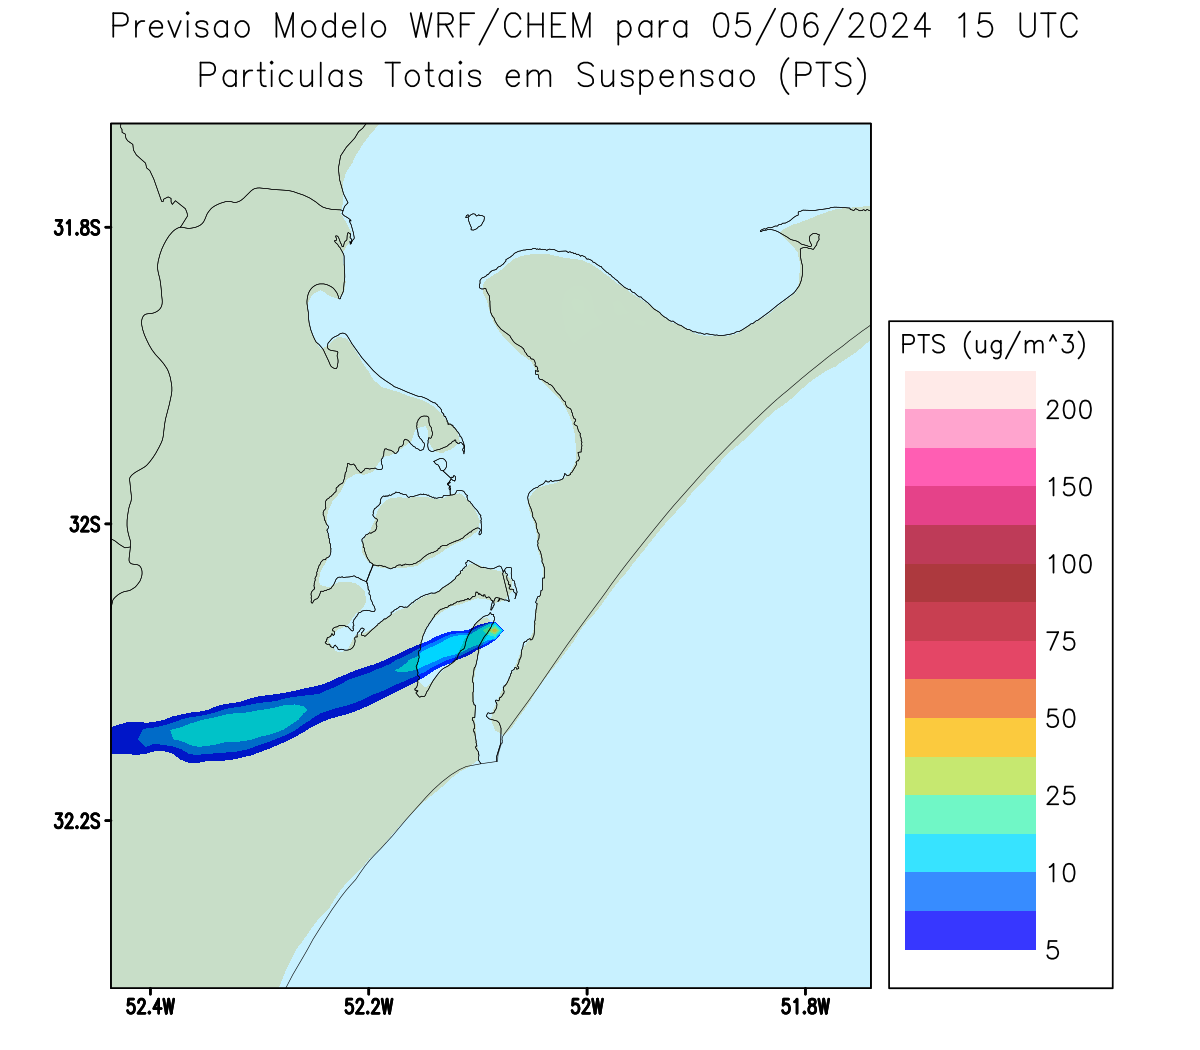 Previsao Modelo WRF/CHEM para 05/06/2024 15 UTC
Particulas Totais em Suspensao (PTS)
31.8S
32S
32.2S
52.4W 52.2W 52W 51.8W
PTS (ug/m^3)
200
150
100
75
50
25
10
5